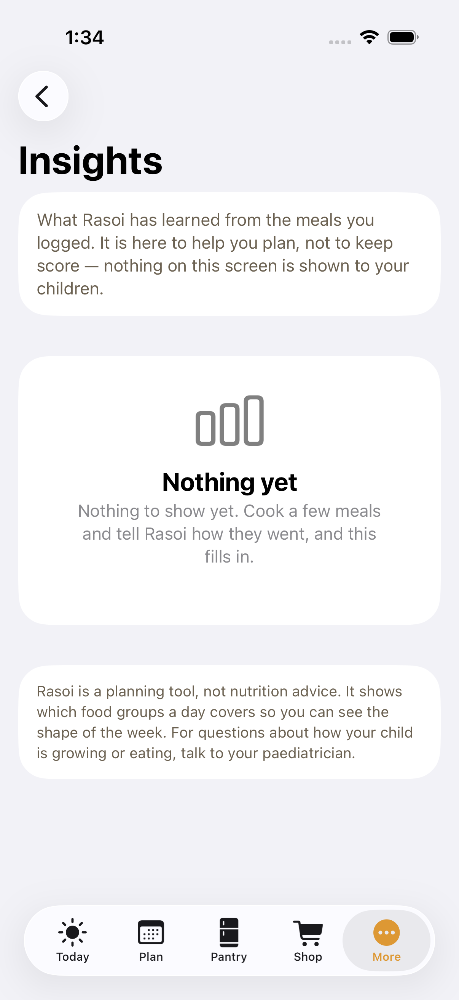 1:34
Insights
What Rasoi has learned from the meals you
logged. It is here to help you plan, not to keep
score — nothing on this screen is shown to your
children.
Nothing yet
Nothing to show yet. Cook a few meals
and tell Rasoi how they went, and this
fills in.
Rasoi is a planning tool, not nutrition advice. It shows
which food groups a day covers so you can see the
shape of the week. For questions about how your child
is growing or eating, talk to your paediatrician.
Today Plan Pantry Shop More